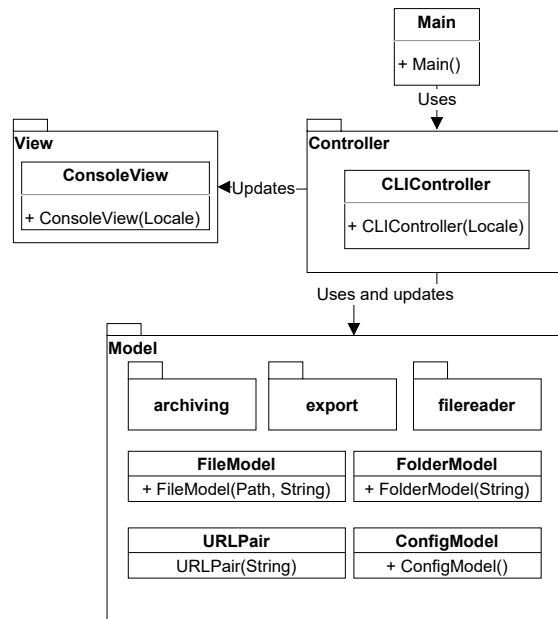 Main
+ Main()
Uses
View
ConsoleView
+ ConsoleView(Locale)
Updates
Controller
CLIController
+ CLIController(Locale)
Uses and updates
Model
archiving
export
filereader
FileModel
+ FileModel(Path, String)
FolderModel
+ FolderModel(String)
URLPair
URLPair(String)
ConfigModel
+ ConfigModel()